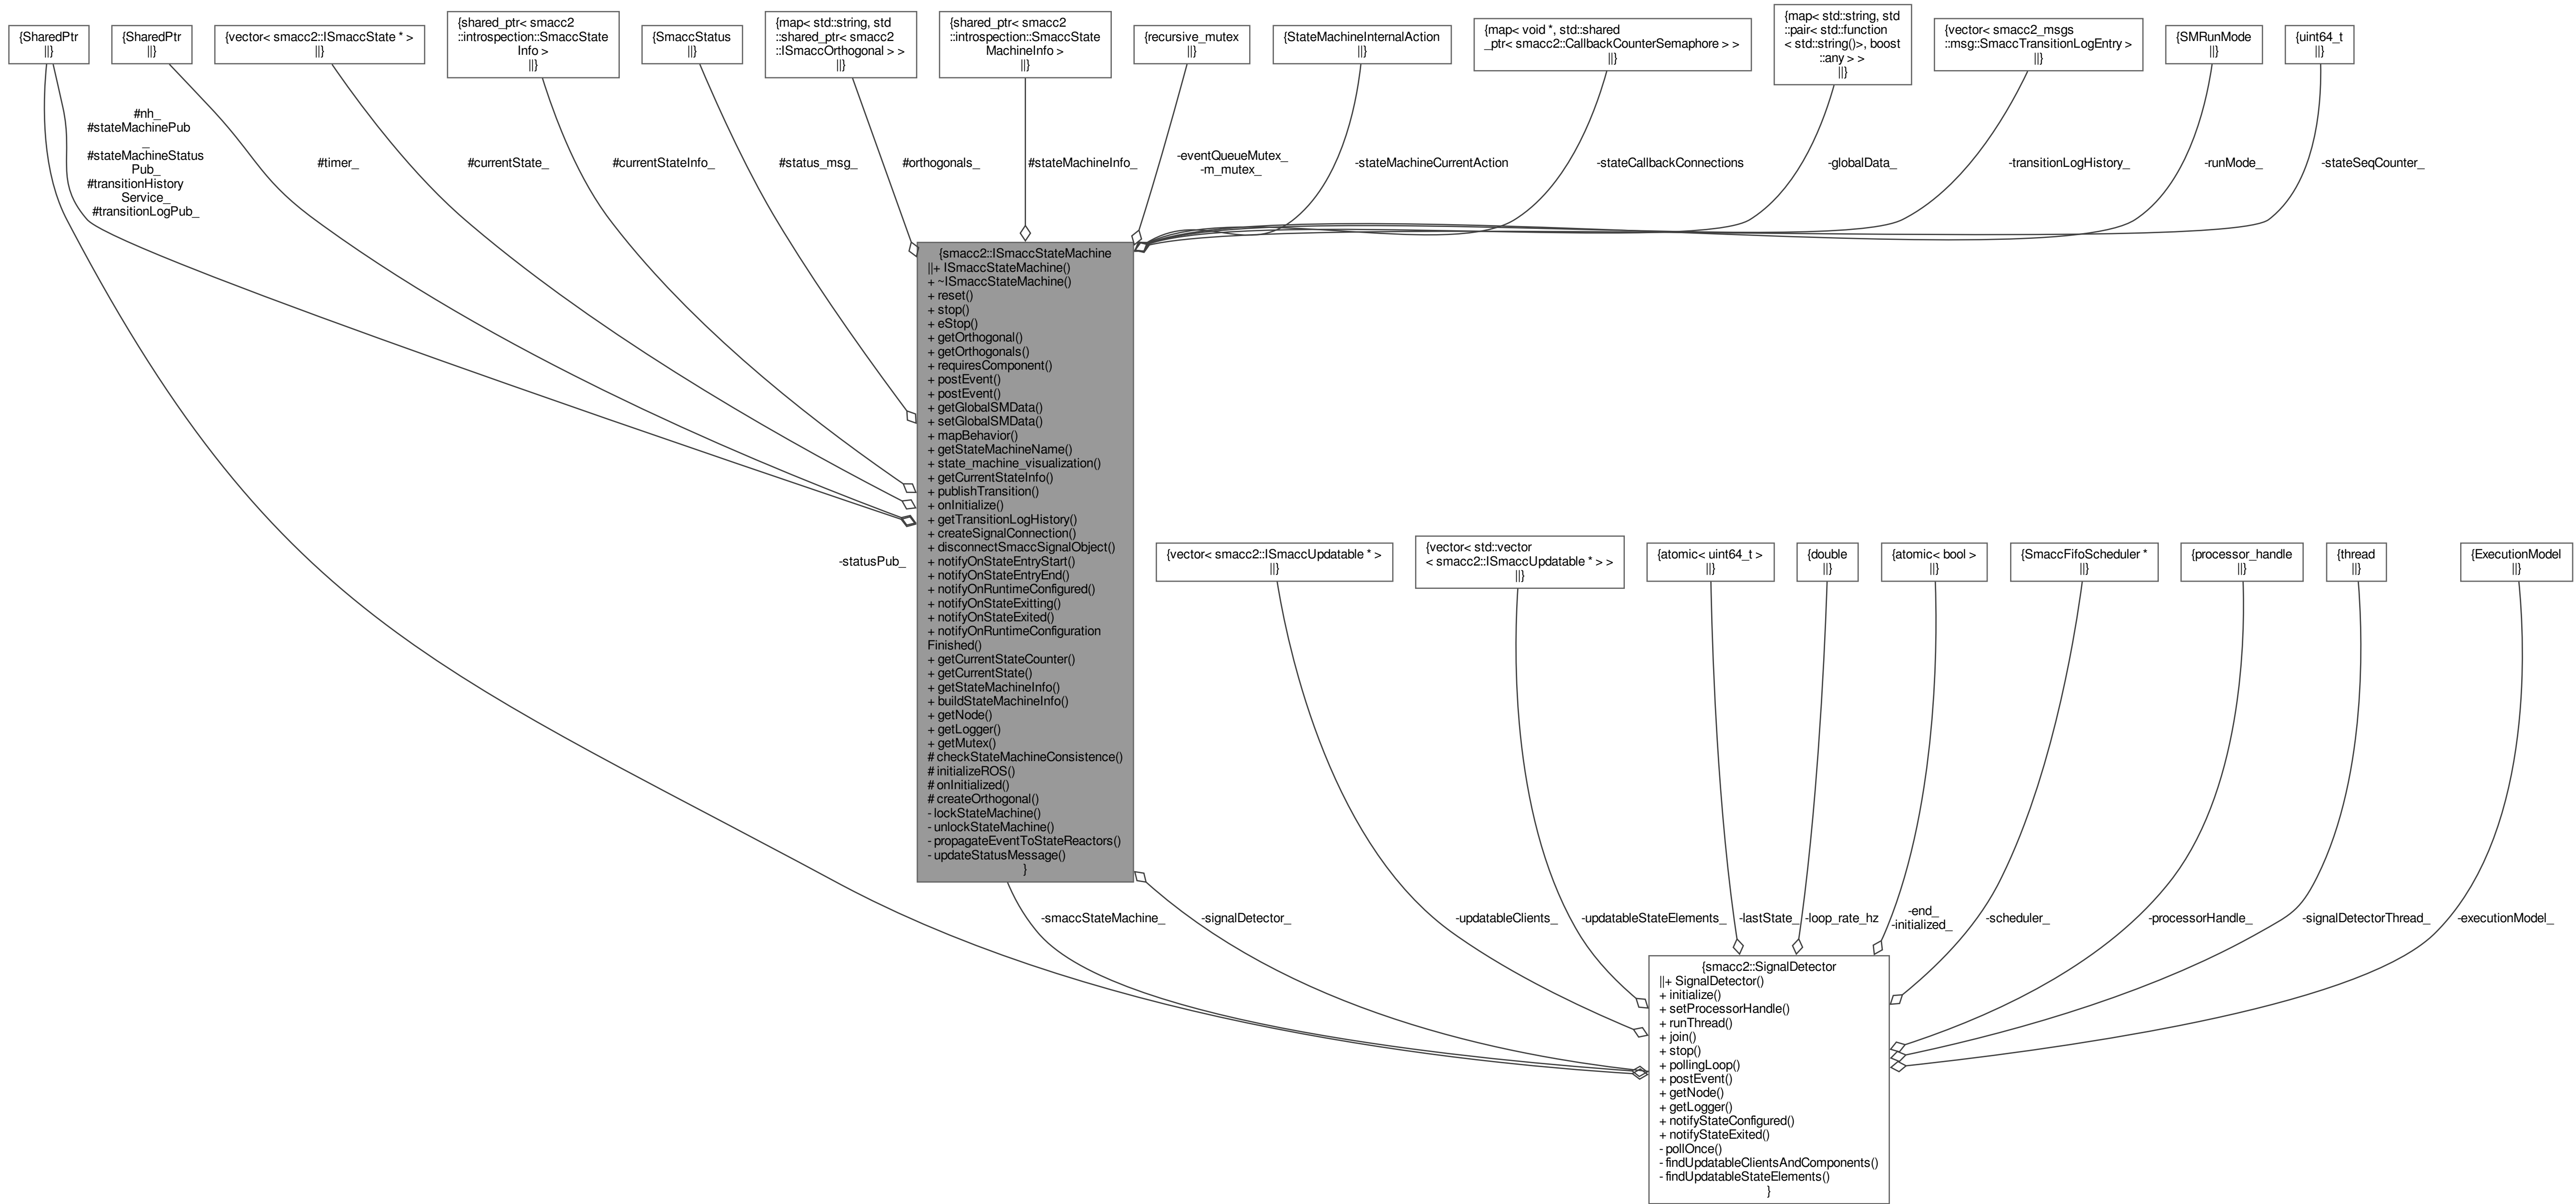 {SharedPtr
||}
{SharedPtr
||}
{vector< smacc2::ISmaccState * >
||}
{shared_ptr< smacc2
::introspection::SmaccState
Info >
||}
{SmaccStatus
||}
{map< std::string, std
::shared_ptr< smacc2
::ISmaccOrthogonal > >
||}
{shared_ptr< smacc2
::introspection::SmaccState
MachineInfo >
||}
{recursive_mutex
||}
{StateMachineInternalAction
||}
{map< void *, std::shared
_ptr< smacc2::CallbackCounterSemaphore > >
||}
{map< std::string, std
::pair< std::function
< std::string()>, boost
::any > >
||}
{vector< smacc2_msgs
::msg::SmaccTransitionLogEntry >
||}
{SMRunMode
||}
{uint64_t
||}
#nh_
#stateMachinePub
_
#stateMachineStatus
Pub_
#transitionHistory
Service_
#transitionLogPub_
#timer_
#currentState_
#currentStateInfo_
#status_msg_
#orthogonals_
#stateMachineInfo_
-eventQueueMutex_
-m_mutex_
-stateMachineCurrentAction
-stateCallbackConnections
-globalData_
-transitionLogHistory_
-runMode_
-stateSeqCounter_
{smacc2::ISmaccStateMachine
||+ ISmaccStateMachine()
+ ~ISmaccStateMachine()
+ reset()
+ stop()
+ eStop()
+ getOrthogonal()
+ getOrthogonals()
+ requiresComponent()
+ postEvent()
+ postEvent()
+ getGlobalSMData()
+ setGlobalSMData()
+ mapBehavior()
+ getStateMachineName()
+ state_machine_visualization()
+ getCurrentStateInfo()
+ publishTransition()
+ onInitialize()
+ getTransitionLogHistory()
+ createSignalConnection()
+ disconnectSmaccSignalObject()
+ notifyOnStateEntryStart()
+ notifyOnStateEntryEnd()
+ notifyOnRuntimeConfigured()
+ notifyOnStateExitting()
+ notifyOnStateExited()
+ notifyOnRuntimeConfiguration
Finished()
+ getCurrentStateCounter()
+ getCurrentState()
+ getStateMachineInfo()
+ buildStateMachineInfo()
+ getNode()
+ getLogger()
+ getMutex()
# checkStateMachineConsistence()
# initializeROS()
# onInitialized()
# createOrthogonal()
- lockStateMachine()
- unlockStateMachine()
- propagateEventToStateReactors()
- updateStatusMessage()
}
-statusPub_
{vector< smacc2::ISmaccUpdatable * >
||}
{vector< std::vector
< smacc2::ISmaccUpdatable * > >
||}
{atomic< uint64_t >
||}
{double
||}
{atomic< bool >
||}
{SmaccFifoScheduler *
||}
{processor_handle
||}
{thread
||}
{ExecutionModel
||}
-smaccStateMachine_
-signalDetector_
-updatableClients_
-updatableStateElements_
-lastState_
-loop_rate_hz
-end_
-initialized_
-scheduler_
-processorHandle_
-signalDetectorThread_
-executionModel_
{smacc2::SignalDetector
||+ SignalDetector()
+ initialize()
+ setProcessorHandle()
+ runThread()
+ join()
+ stop()
+ pollingLoop()
+ postEvent()
+ getNode()
+ getLogger()
+ notifyStateConfigured()
+ notifyStateExited()
- pollOnce()
- findUpdatableClientsAndComponents()
- findUpdatableStateElements()
}